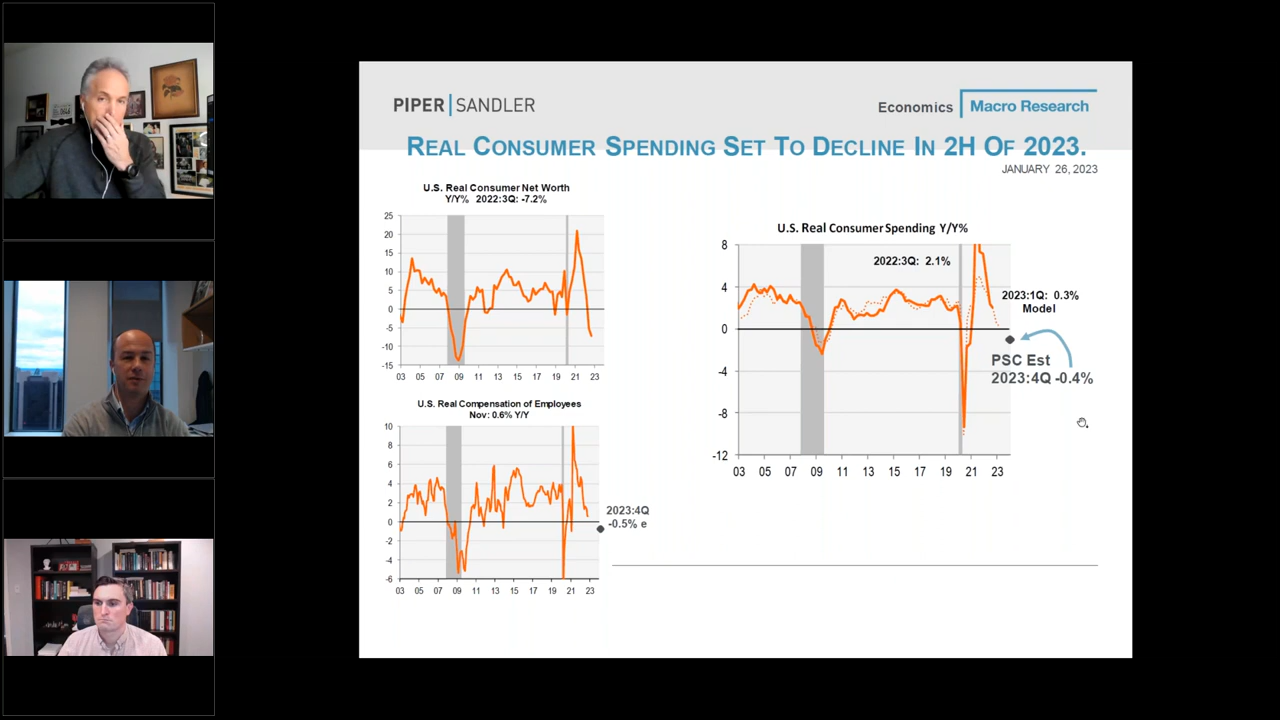 PIPER|SANDLER
Economics
Macro Research
REAL CONSUMER SPENDING SET TO DECLINE IN 2H OF 2023.
JANUARY 26, 2023
U.S. Real Consumer Net Worth
Y/Y% 2022:3Q: -7.2%
25
20
15
10
5
0
-5
-10
-15
03 05 07 09 11 13 15 17 19 21 23
U.S. Real Compensation of Employees
Nov: 0.6% Y/Y
10
8
6
4
2
0
-2
-4
-6
03 05 07 09 11 13 15 17 19 21 23
2023:4Q
-0.5% e
U.S. Real Consumer Spending Y/Y%
8
4
0
-4
-8
-12
03 05 07 09 11 13 15 17 19 21 23
2022:3Q: 2.1%
2023:1Q: 0.3%
Model
PSC Est
2023:4Q -0.4%